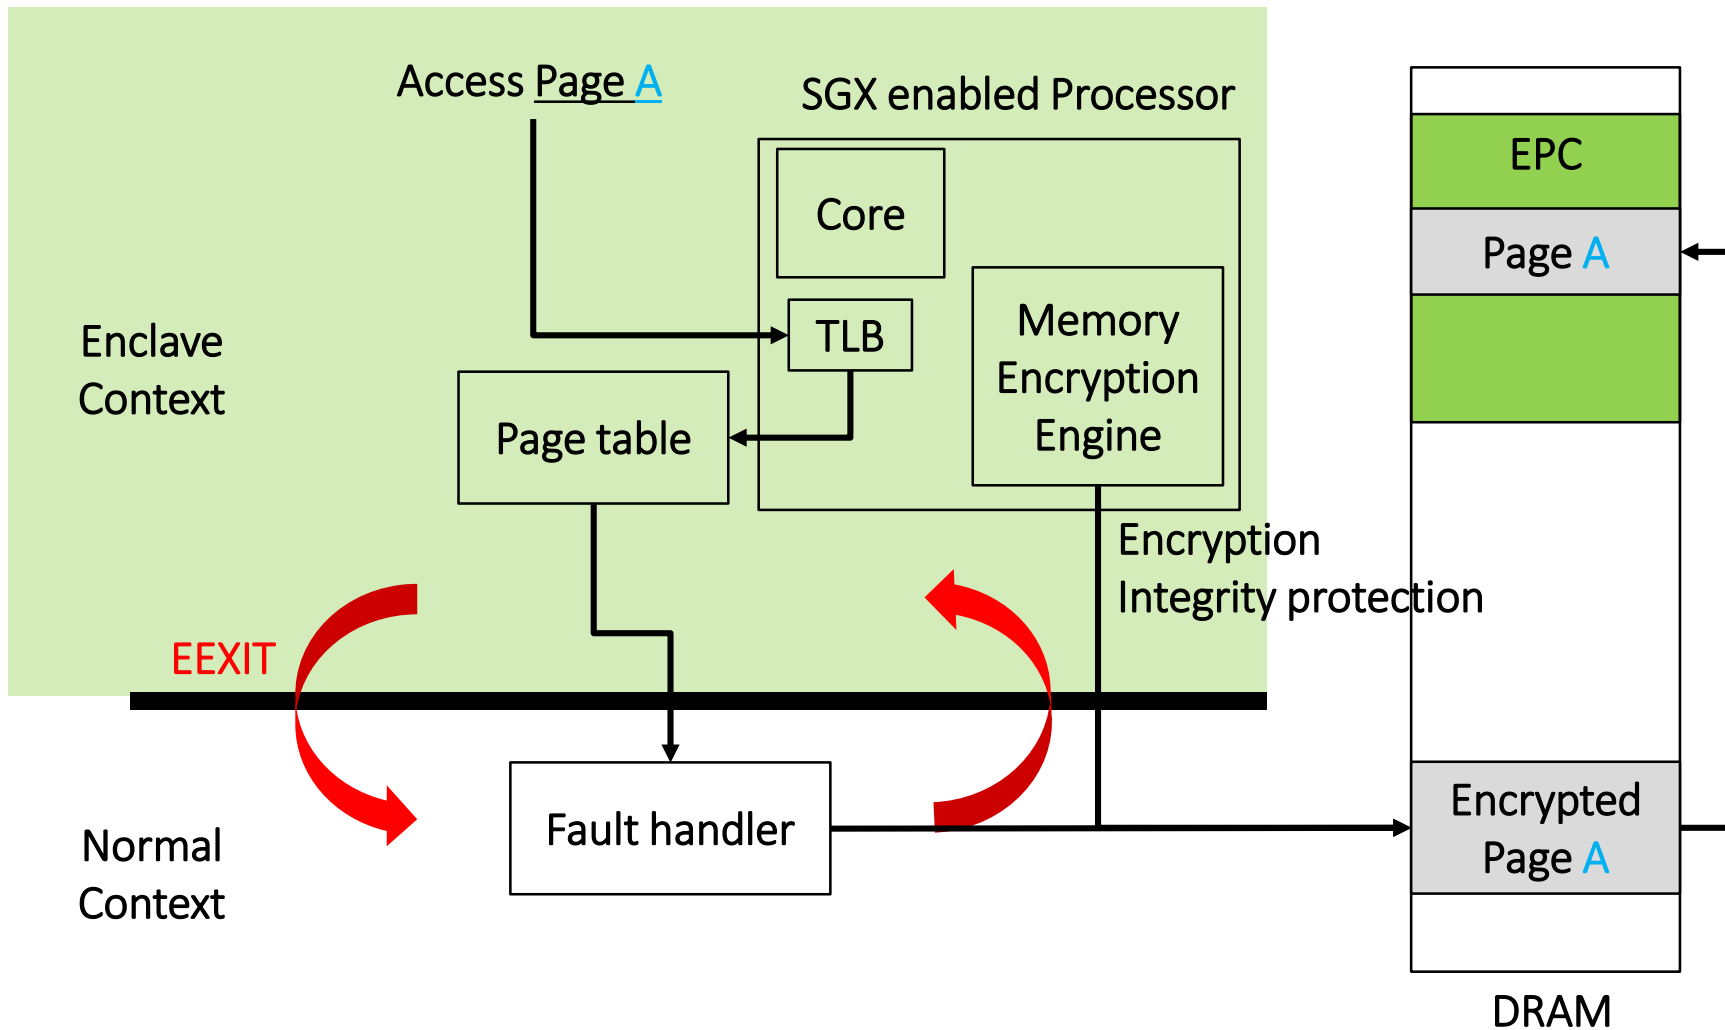 Access Page A
SGX enabled Processor
Core
TLB
Memory
Encryption
Engine
Page table
Enclave
Context
Encryption
Integrity protection
EEXIT
Fault handler
Normal
Context
EPC
Page A
Encrypted
Page A
DRAM